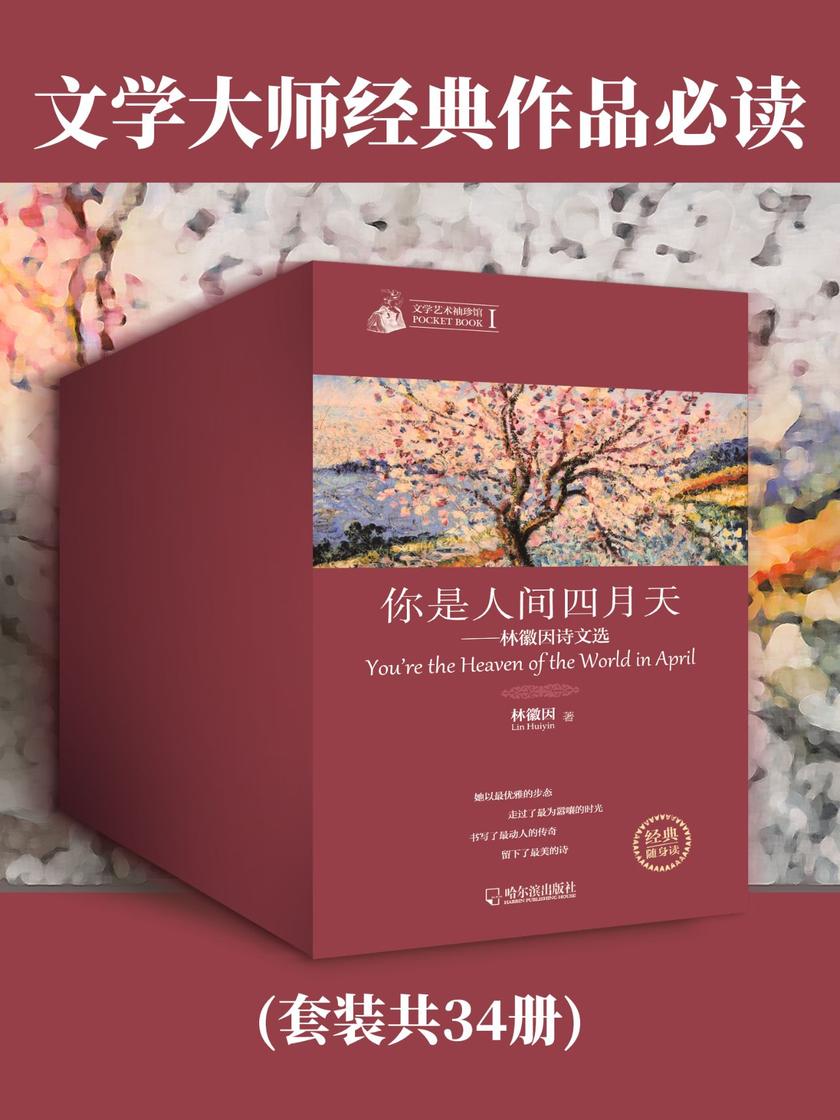 文学大师经典作品必读
文学艺术袖珍馆
POCKET BOOK I
你是人间四月天
——林徽因诗文选
You're the Heaven of the World in April
林徽因 著
Lin Huiyin
她以最优雅的步态
走过了最为嚣嚷的时光
书写了最动人的传奇
留下了最美的诗
经典
随身读
哈尔滨出版社
HARBIN PUBLISHING HOUSE
(套装共34册)